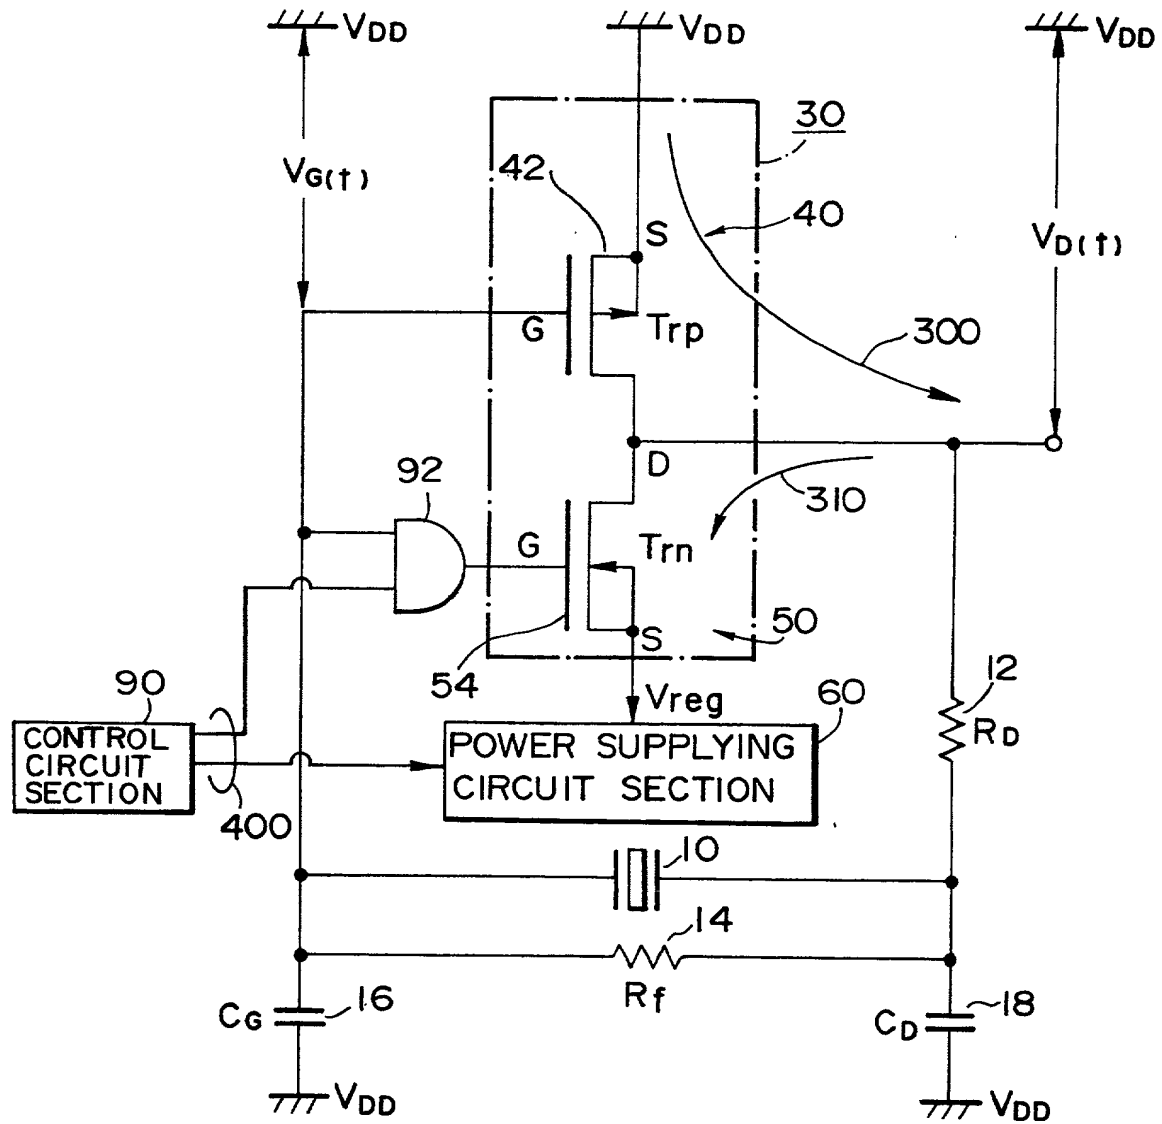 VDD
VDD
VDD
30
42
VG(t)
40
S
VD(t)
G
Trp
300
92
D
310
G
Trn
50
S
54
90
Vreg
60
12
CONTROL
CIRCUIT
SECTION
POWER SUPPLYING
CIRCUIT SECTION
RD
400
10
14
Rf
CG
16
CD
18
VDD
VDD